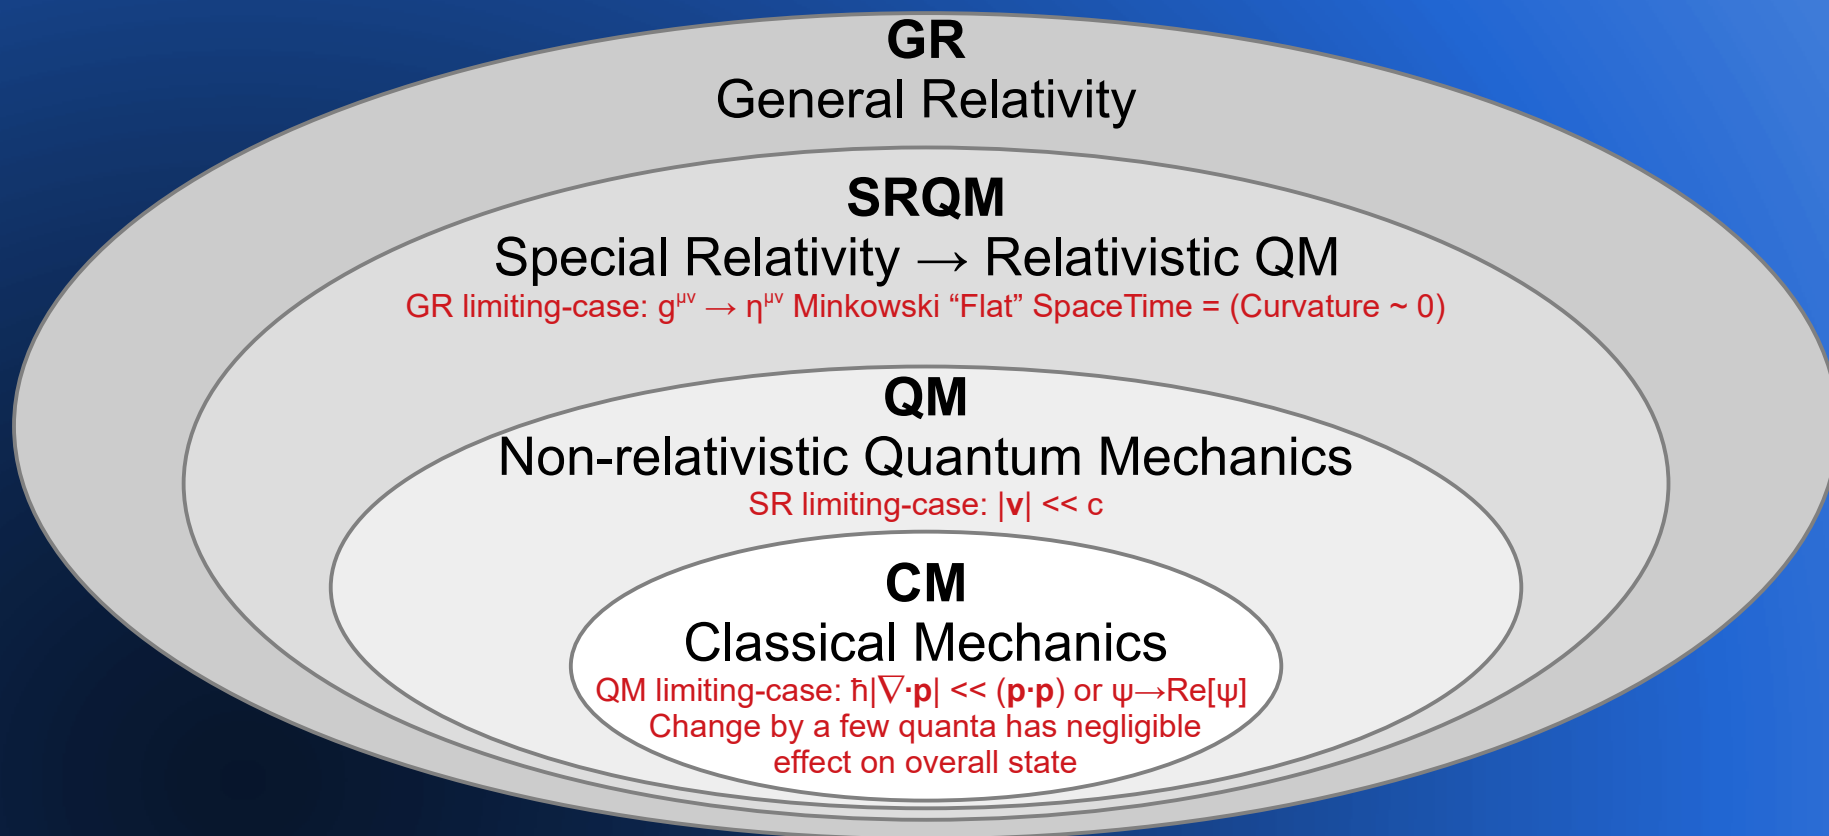 GR
General Relativity
SRQM
Special Relativity → Relativistic QM
GR limiting-case: g^μν → η^μν Minkowski “Flat” SpaceTime = (Curvature ~ 0)
QM
Non-relativistic Quantum Mechanics
SR limiting-case: |v| << c
CM
Classical Mechanics
QM limiting-case: ħ|∇·p| << (p·p) or ψ→Re[ψ]
Change by a few quanta has negligible
effect on overall state